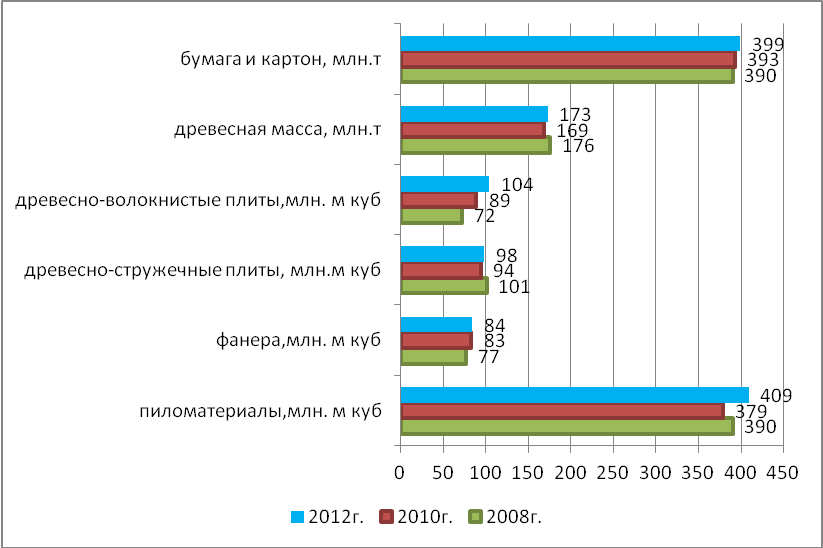 бумага и картон, млн.т
399
393
390
древесная масса, млн.т
173
169
176
древесно-волокнистые плиты,млн. м куб
104
89
72
древесно-стружечные плиты, млн.м куб
98
94
101
фанера,млн. м куб
84
83
77
пиломатериалы,млн. м куб
409
379
390
0 50 100 150 200 250 300 350 400 450
2012г. 2010г. 2008г.